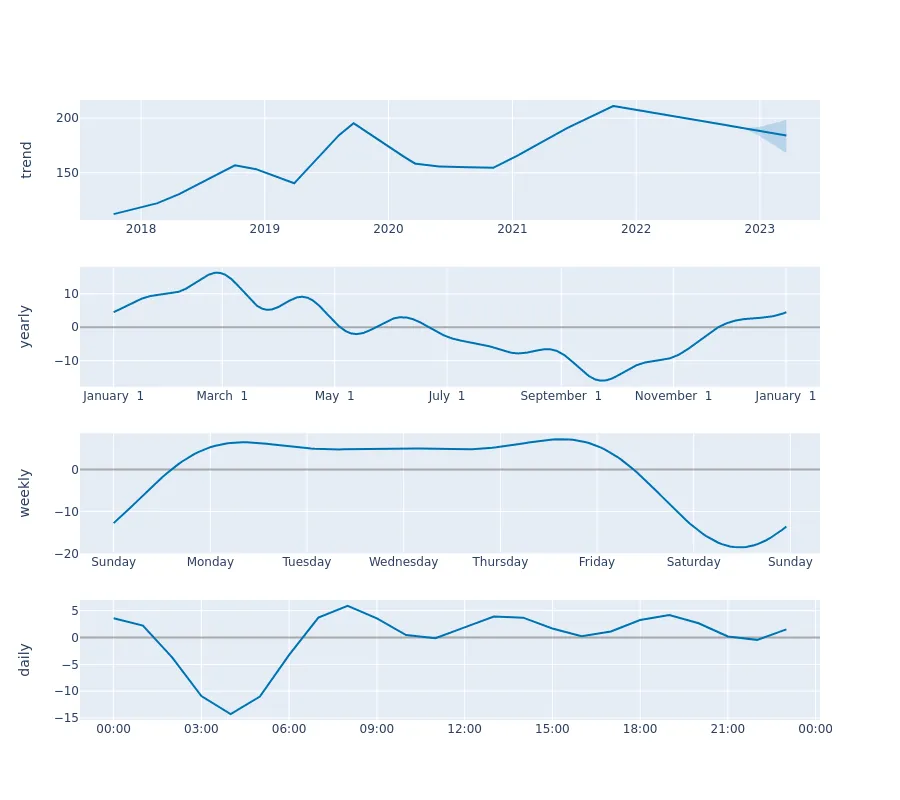 trend
200
150
2018 2019 2020 2021 2022 2023
yearly
10
0
−10
January 1 March 1 May 1 July 1 September 1 November 1 January 1
weekly
0
−10
−20
Sunday Monday Tuesday Wednesday Thursday Friday Saturday Sunday
daily
5
0
−5
−10
−15
00:00 03:00 06:00 09:00 12:00 15:00 18:00 21:00 00:00